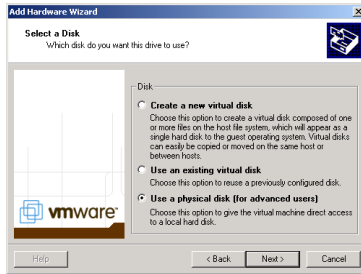 Add Hardware Wizard
Select a Disk
Which disk do you want this drive to use?
Disk
Create a new virtual disk
Choose this option to create a virtual disk composed of one
or more files on the host file system, which will appear as a
single hard disk to the guest operating system. Virtual disks
can easily be copied or moved on the same host or
between hosts.
Use an existing virtual disk
Choose this option to reuse a previously configured disk.
Use a physical disk (for advanced users)
Choose this option to give the virtual machine direct access
to a local hard disk.
vmware
Help
< Back
Next >
Cancel